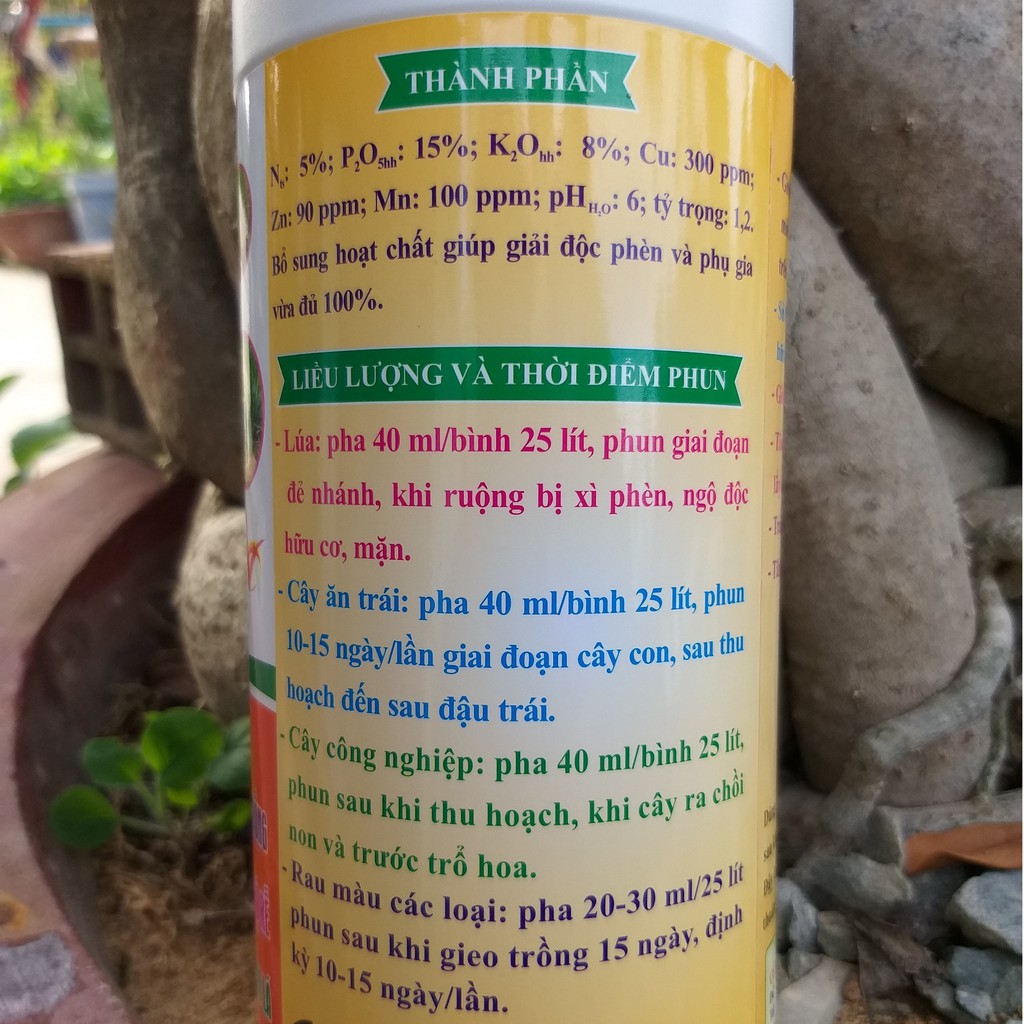 THÀNH PHẦN
Nts: 5%; P₂O₅hh: 15%; K₂Ohh: 8%; Cu: 300 ppm;
Zn: 90 ppm; Mn: 100 ppm; pHH₂O: 6; tỷ trọng: 1,2.
Bổ sung hoạt chất giúp giải độc phèn và phụ gia
vừa đủ 100%.
LIỀU LƯỢNG VÀ THỜI ĐIỂM PHUN
- Lúa: pha 40 ml/bình 25 lít, phun giai đoạn
đẻ nhánh, khi ruộng bị xì phèn, ngộ độc
hữu cơ, mặn.
- Cây ăn trái: pha 40 ml/bình 25 lít, phun
10-15 ngày/lần giai đoạn cây con, sau thu
hoạch đến sau đậu trái.
- Cây công nghiệp: pha 40 ml/bình 25 lít,
phun sau khi thu hoạch, khi cây ra chồi
non và trước trổ hoa.
- Rau màu các loại: pha 20-30 ml/25 lít
phun sau khi gieo trồng 15 ngày, định
kỳ 10-15 ngày/lần.